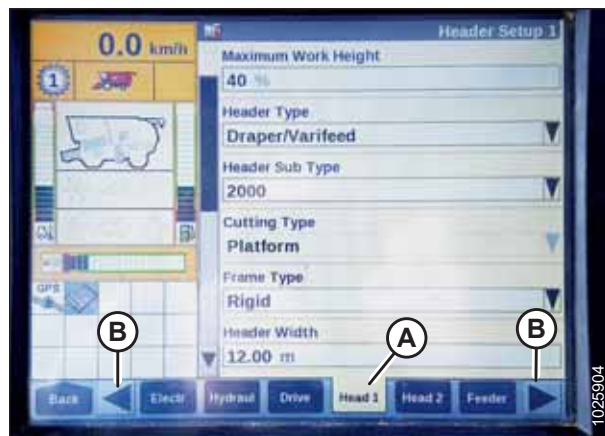 0.0 km/h
Header Setup 1
1
Maximum Work Height
40 %
Header Type
Draper/Varifeed
Header Sub Type
2000
Cutting Type
Platform
Frame Type
Rigid
GPS
Header Width
12.00 m
B
A
B
Back
Electr
Hydraul
Drive
Head 1
Head 2
Feeder
1025904